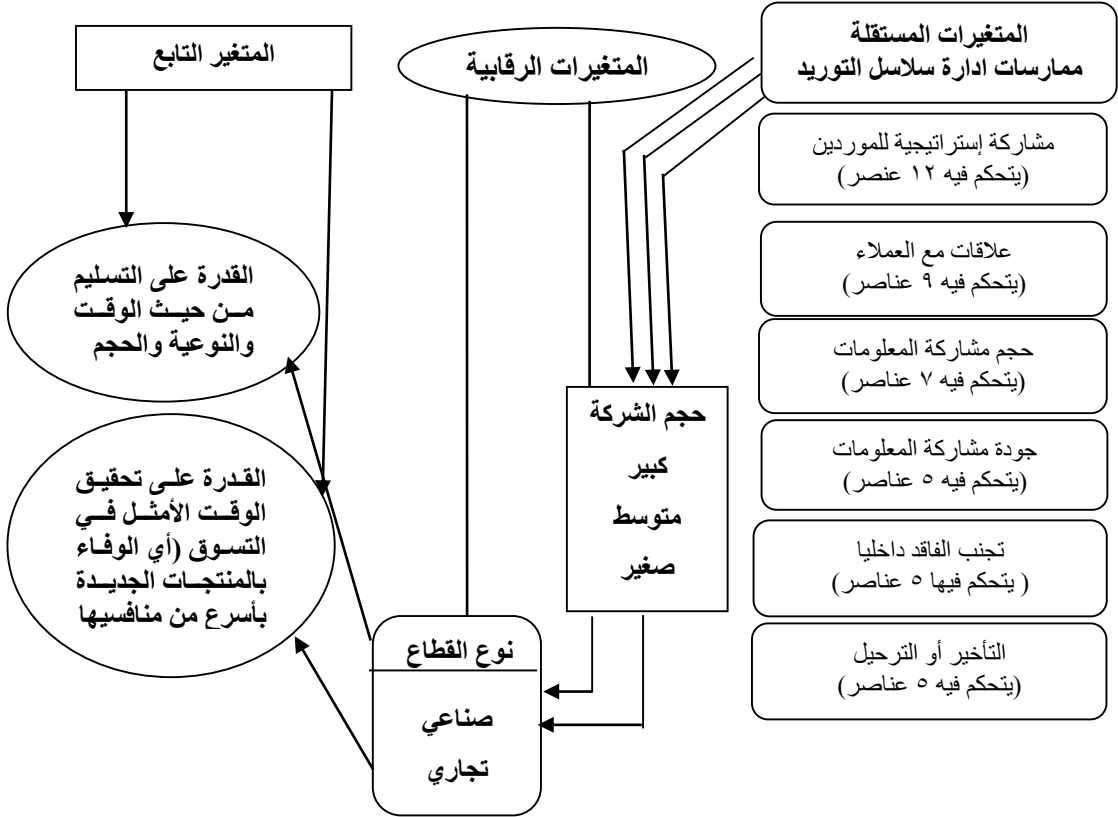 المتغيرات المستقلة
ممارسات ادارة سلاسل التوريد
مشاركة إستراتيجية للموردين
(يتحكم فيه ١٢ عنصر)
علاقات مع العملاء
(يتحكم فيه ٩ عناصر)
حجم مشاركة المعلومات
(يتحكم فيه ٧ عناصر)
جودة مشاركة المعلومات
(يتحكم فيه ٥ عناصر)
تجنب الفاقد داخليا
( يتحكم فيها ٥ عناصر)
التأخير أو الترحيل
(يتحكم فيه ٥ عناصر)
المتغيرات الرقابية
حجم الشركة
كبير
متوسط
صغير
نوع القطاع
صناعي
تجاري
المتغير التابع
القدرة على التسليم
من حيث الوقت
والنوعية والحجم
القدرة على تحقيق
الوقت الأمثل في
التسوق (أي الوفاء
بالمنتجات الجديدة
بأسرع من منافسيها